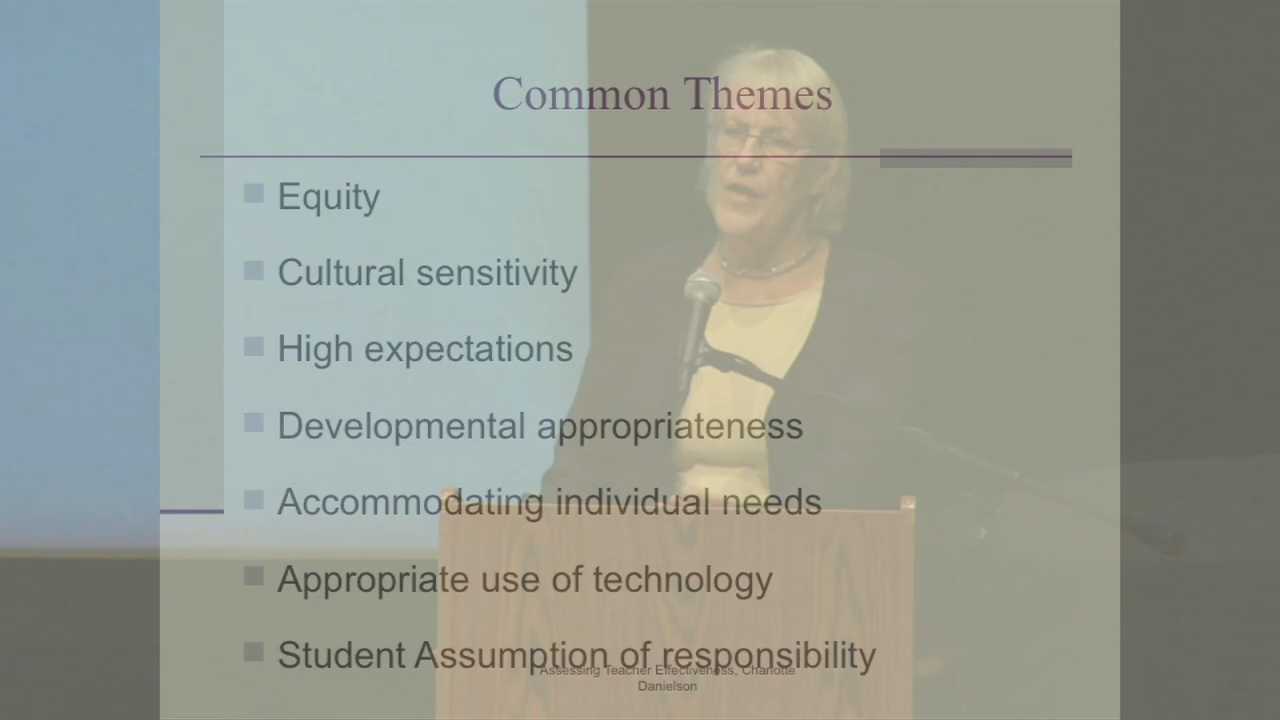 Common Themes
Equity
Cultural sensitivity
High expectations
Developmental appropriateness
Accommodating individual needs
Appropriate use of technology
Student Assumption of responsibility
Assessing Teacher Effectiveness, Charlotte
Danielson